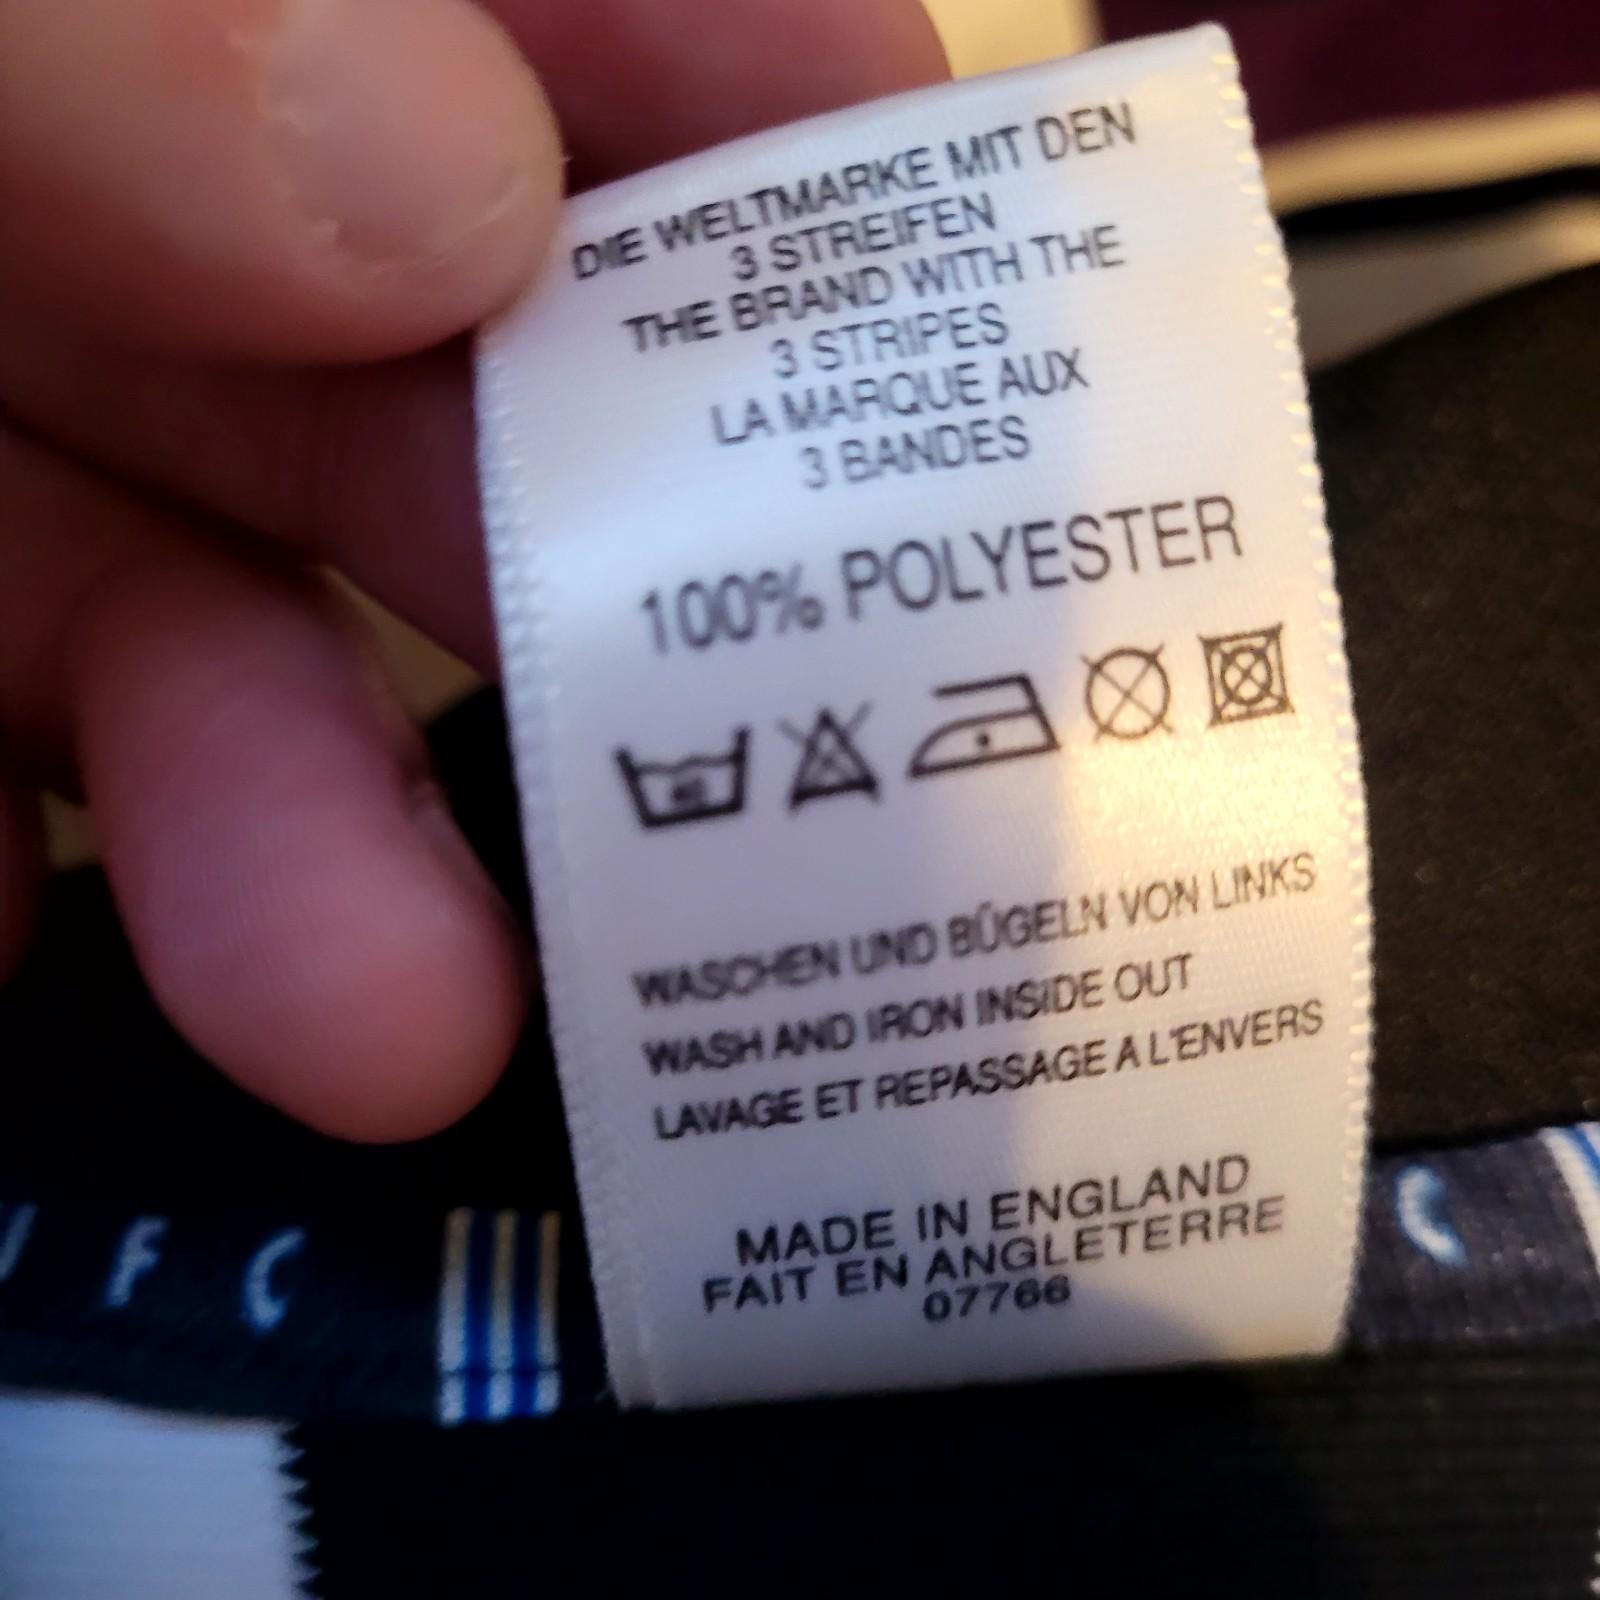 DIE WELTMARKE MIT DEN
3 STREIFEN
THE BRAND WITH THE
3 STRIPES
LA MARQUE AUX
3 BANDES
100% POLYESTER
40
WASCHEN UND BÜGELN VON LINKS
WASH AND IRON INSIDE OUT
LAVAGE ET REPASSAGE A L'ENVERS
MADE IN ENGLAND
FAIT EN ANGLETERRE
07766
U F C
C